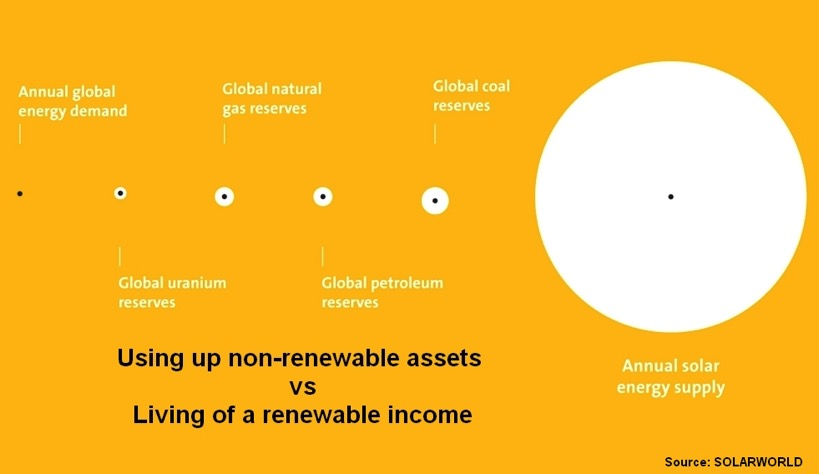 Annual global
energy demand
Global natural
gas reserves
Global coal
reserves
Global uranium
reserves
Global petroleum
reserves
Annual solar
energy supply
Using up non-renewable assets
vs
Living of a renewable income
Source: SOLARWORLD